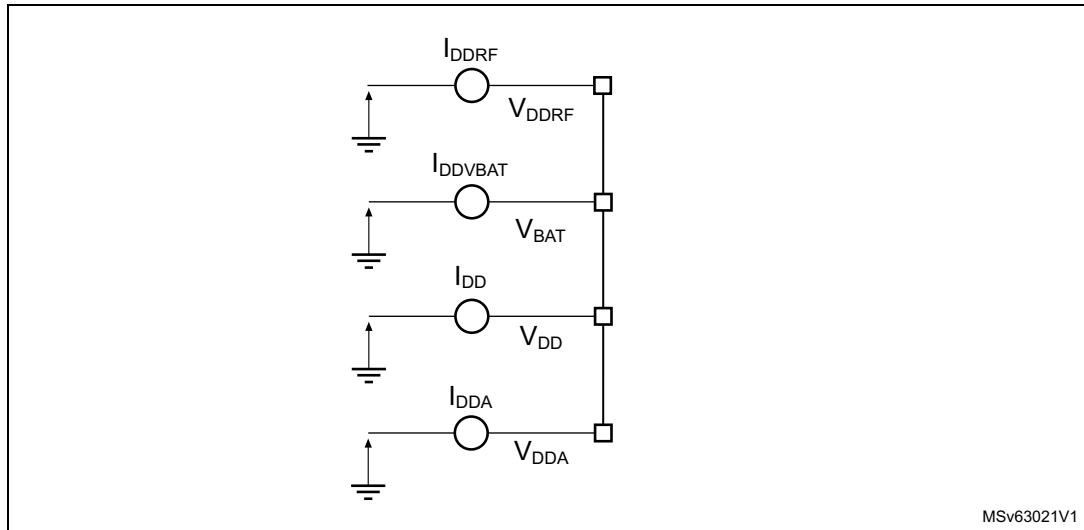 IDDRF
VDDRF
IDDVBAT
VBAT
IDD
VDD
IDDA
VDDA
MSv63021V1